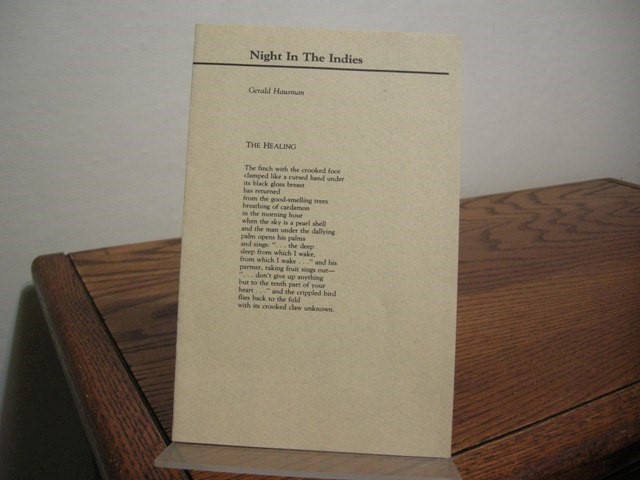 Night In The Indies
Gerald Hausman
THE HEALING
The finch with the crooked foot
clamped like a cursed hand under
its black gloss breast
has returned
from the good-smelling trees
breathing of cardamon
in the morning hour
when the sky is a pearl shell
and the man under the dallying
palm opens his palms
and sings: ". . . the deep
sleep from which I wake,
from which I wake . . ." and his
partner, raking fruit sings out—
". . . don't give up anything
but to the tenth part of your
heart . . ." and the crippled bird
flies back to the fold
with its crooked claw unknown.